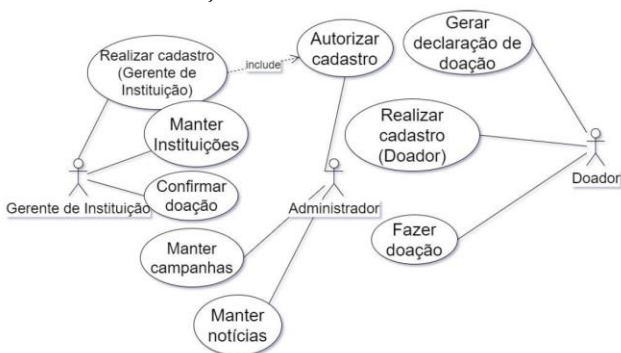 Realizar cadastro
(Gerente de
Instituição)
include
Autorizar
cadastro
Gerar
declaração de
doação
Manter
Instituições
Realizar
cadastro
(Doador)
Confirmar
doação
Gerente de Instituição
Administrador
Doador
Manter
campanhas
Fazer
doação
Manter
notícias